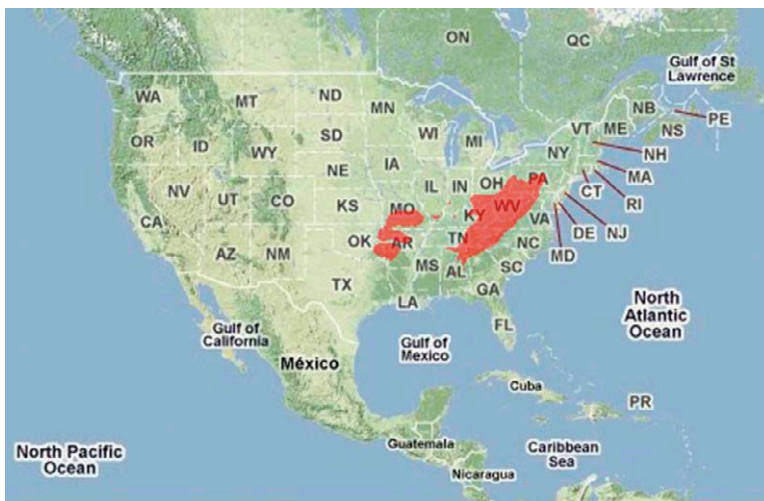 ON
QC
Gulf of St
Lawrence
WA
MT
ND
MN
NB
PE
VT
ME
NS
OR
ID
SD
WI
MI
NY
NH
WY
IA
MA
NE
PA
OH
IL
IN
CT
RI
NV
UT
CO
KS
MO
KY
WV
VA
NJ
DE
MD
CA
OK
AR
TN
NC
AZ
NM
MS
AL
SC
TX
GA
LA
FL
North
Atlantic
Ocean
Gulf of
California
Gulf of
Mexico
México
Cuba
PR
North Pacific
Ocean
Guatemala
Caribbean
Sea
Nicaragua